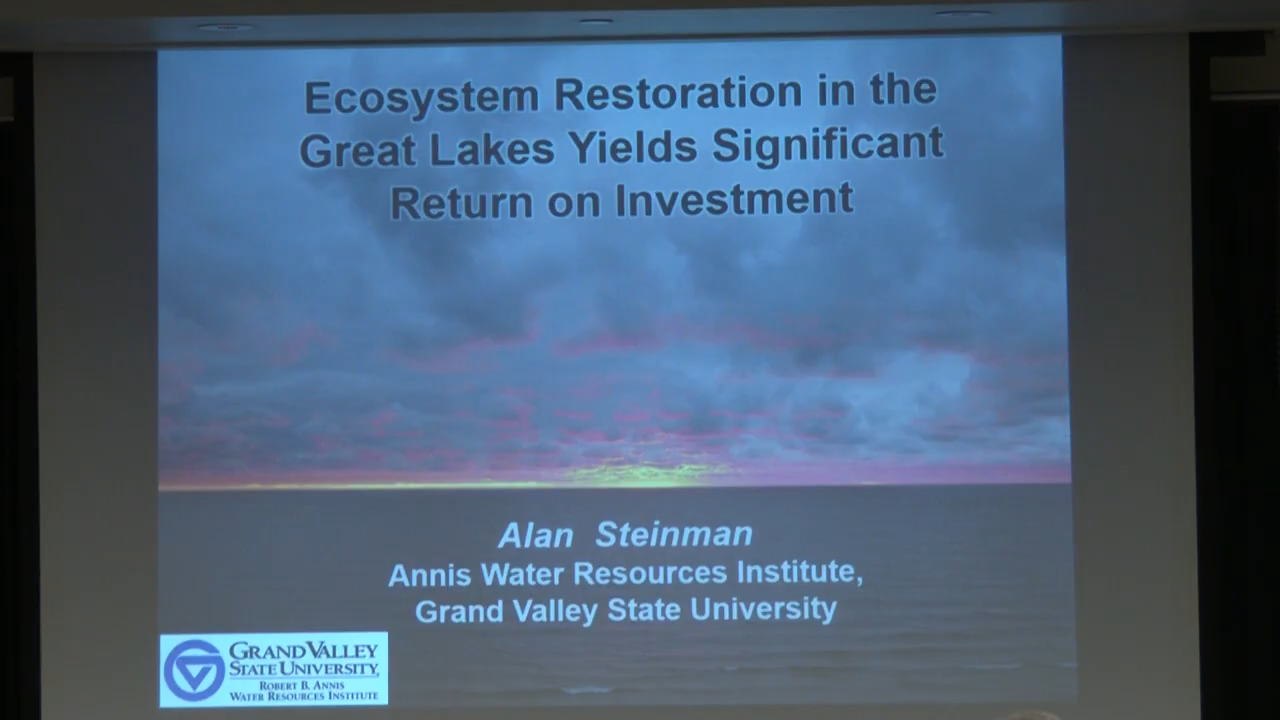 Ecosystem Restoration in the
Great Lakes Yields Significant
Return on Investment
Alan Steinman
Annis Water Resources Institute,
Grand Valley State University
GRAND VALLEY
STATE UNIVERSITY,
ROBERT B. ANNIS
WATER RESOURCES INSTITUTE